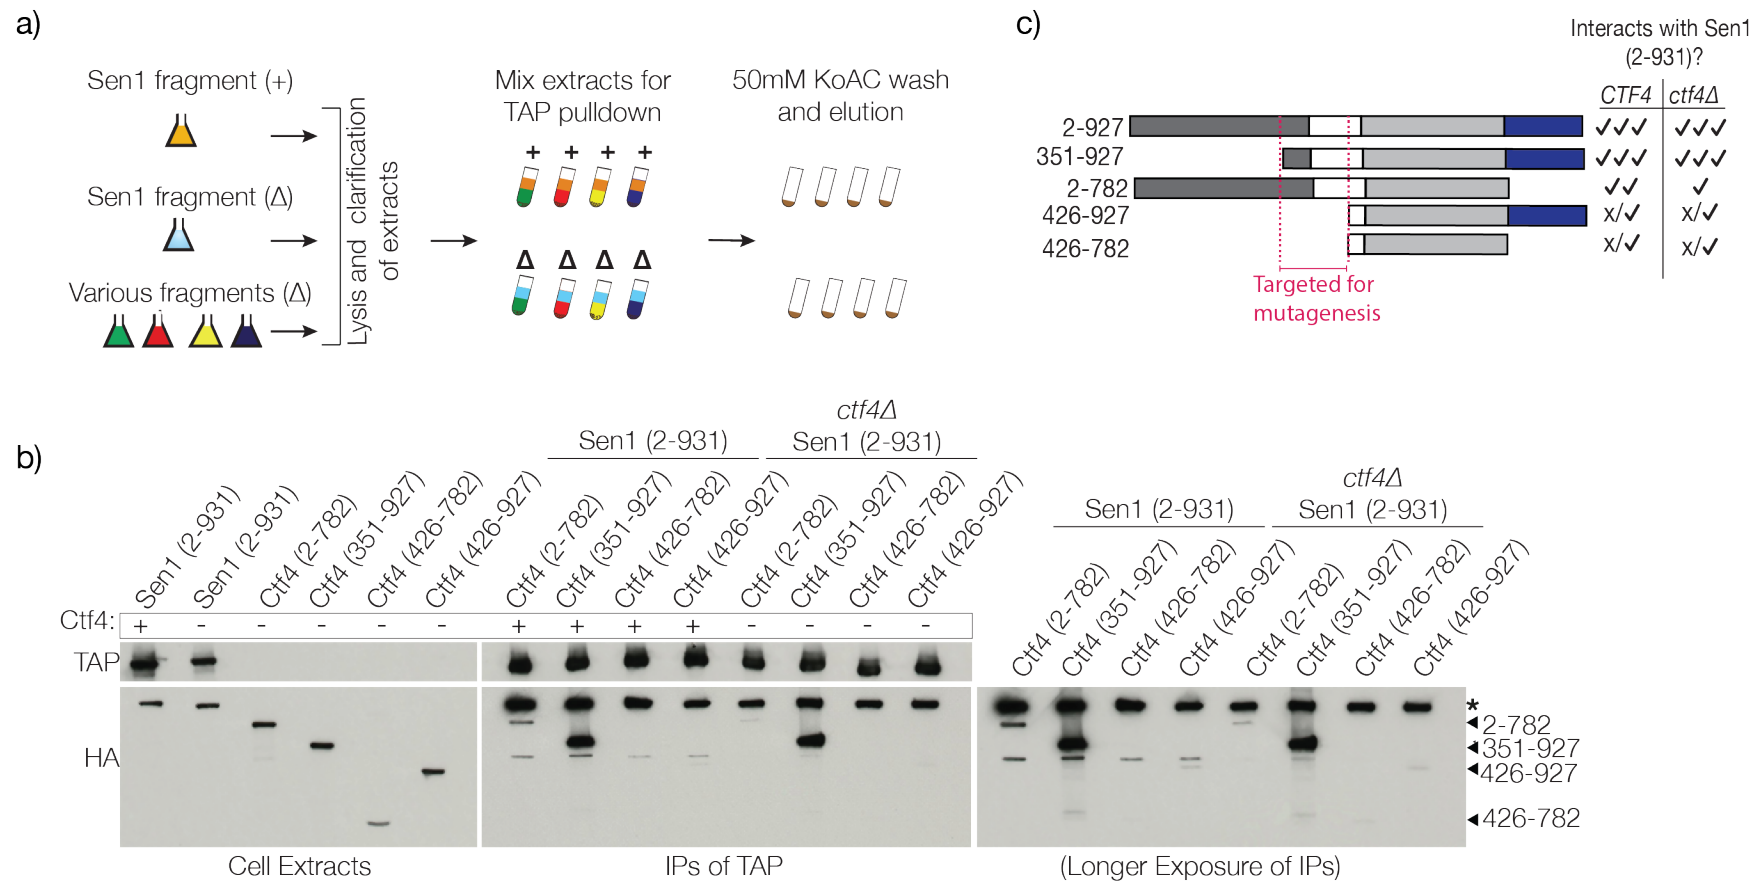 a)
Sen1 fragment (+)
Sen1 fragment (Δ)
Various fragments (Δ)
Lysis and clarification
of extracts
Mix extracts for
TAP pulldown
+ + + +
Δ Δ Δ Δ
50mM KoAC wash
and elution
c)
Interacts with Sen1
(2-931)?
CTF4 ctf4Δ
2-927 ✓✓✓ ✓✓✓
351-927 ✓✓✓ ✓✓✓
2-782 ✓✓ ✓
426-927 x/✓ x/✓
426-782 x/✓ x/✓
Targeted for
mutagenesis
b)
Sen1 (2-931)
ctf4Δ
Sen1 (2-931)
Sen1 (2-931)
ctf4Δ
Sen1 (2-931)
Sen1 (2-931)
Sen1 (2-931)
Ctf4 (2-782)
Ctf4 (351-927)
Ctf4 (426-782)
Ctf4 (426-927)
Ctf4 (2-782)
Ctf4 (351-927)
Ctf4 (426-782)
Ctf4 (426-927)
Ctf4 (2-782)
Ctf4 (351-927)
Ctf4 (426-782)
Ctf4 (426-927)
Ctf4 (2-782)
Ctf4 (351-927)
Ctf4 (426-782)
Ctf4 (426-927)
Ctf4 (2-782)
Ctf4 (351-927)
Ctf4 (426-782)
Ctf4 (426-927)
Ctf4: + - - - - - + + + + - - - -
TAP
HA
*
2-782
351-927
426-927
426-782
Cell Extracts
IPs of TAP
(Longer Exposure of IPs)